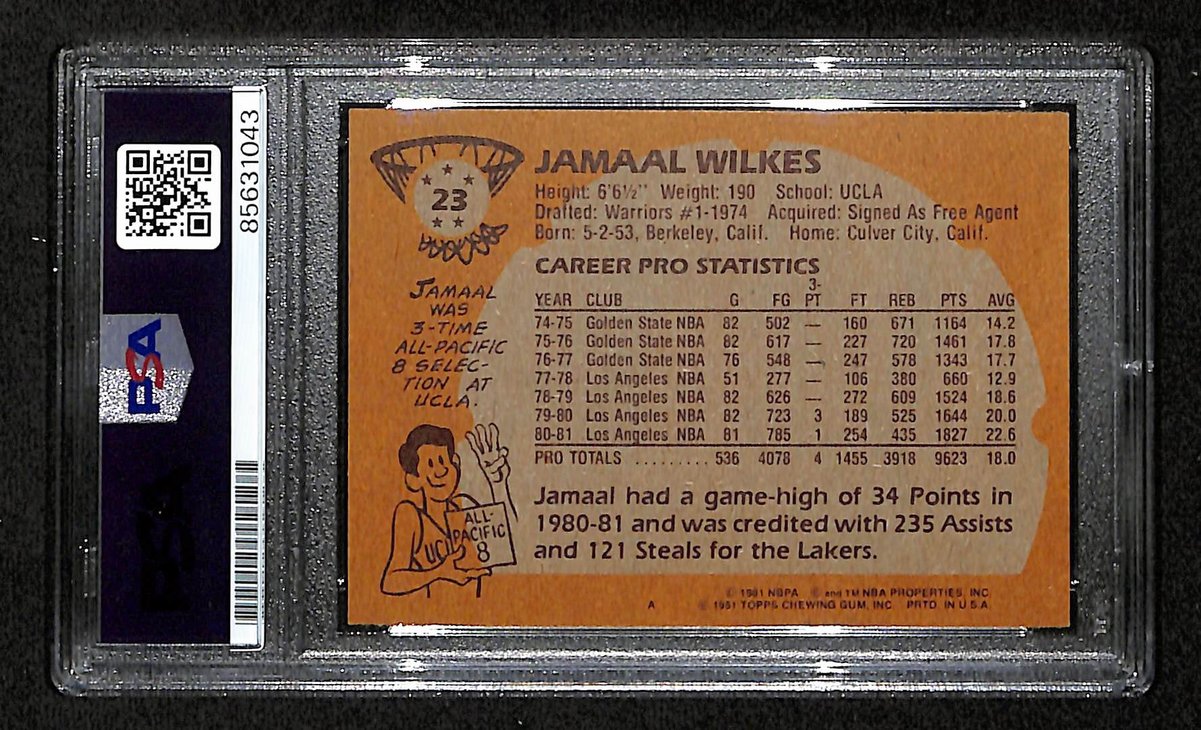 85631043
PSA
PSA
23
JAMAAL WILKES
Height: 6'6½" Weight: 190 School: UCLA
Drafted: Warriors #1-1974 Acquired: Signed As Free Agent
Born: 5-2-53, Berkeley, Calif. Home: Culver City, Calif.
JAMAAL
WAS
3-TIME
ALL-PACIFIC
8 SELEC-
TION AT
UCLA.
ALL-
PACIFIC
8
CAREER PRO STATISTICS
YEAR CLUB G FG 3-PT FT REB PTS AVG
74-75 Golden State NBA 82 502 — 160 671 1164 14.2
75-76 Golden State NBA 82 617 — 227 720 1461 17.8
76-77 Golden State NBA 76 548 — 247 578 1343 17.7
77-78 Los Angeles NBA 51 277 — 106 380 660 12.9
78-79 Los Angeles NBA 82 626 — 272 609 1524 18.6
79-80 Los Angeles NBA 82 723 3 189 525 1644 20.0
80-81 Los Angeles NBA 81 785 1 254 435 1827 22.6
PRO TOTALS ......... 536 4078 4 1455 3918 9623 18.0
Jamaal had a game-high of 34 Points in
1980-81 and was credited with 235 Assists
and 121 Steals for the Lakers.
© 1981 NBPA © and TM NBA PROPERTIES, INC.
A © 1981 TOPPS CHEWING GUM, INC. PRTD. IN U.S.A.